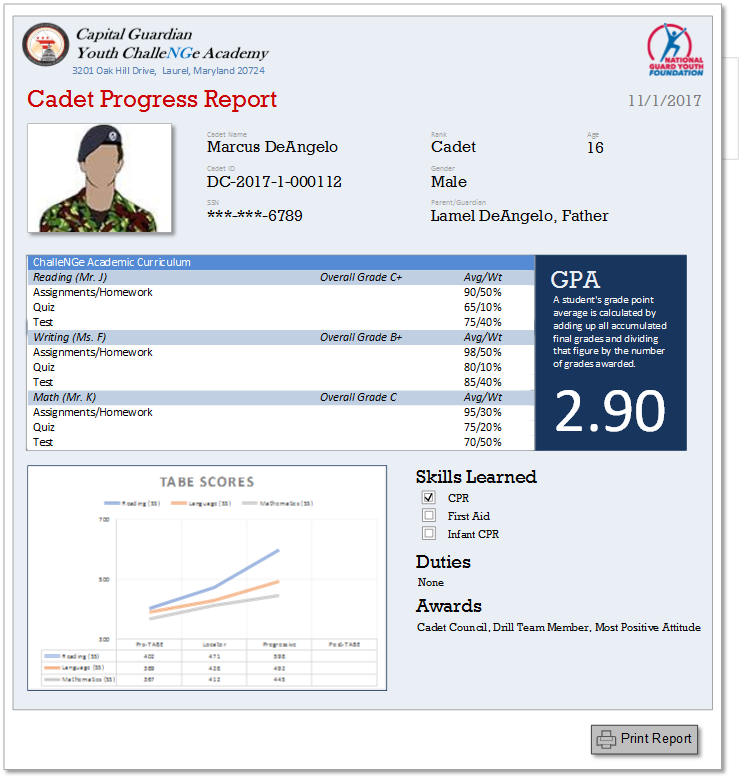 Capital Guardian
Youth ChalleNGe Academy
3201 Oak Hill Drive, Laurel, Maryland 20724
NATIONAL
GUARD YOUTH
FOUNDATION
Cadet Progress Report
11/1/2017
Cadet Name
Marcus DeAngelo
Rank
Cadet
Age
16
Cadet ID
DC-2017-1-000112
Gender
Male
SSN
***-***-6789
Parent/Guardian
Lamel DeAngelo, Father
ChalleNGe Academic Curriculum
Reading (Mr. J) Overall Grade C+ Avg/Wt
Assignments/Homework 90/50%
Quiz 65/10%
Test 75/40%
Writing (Ms. F) Overall Grade B+ Avg/Wt
Assignments/Homework 98/50%
Quiz 80/10%
Test 85/40%
Math (Mr. K) Overall Grade C Avg/Wt
Assignments/Homework 95/30%
Quiz 75/20%
Test 70/50%
GPA
A student's grade point
average is calculated by
adding up all accumulated
final grades and dividing
that figure by the number
of grades awarded.
2.90
TABE SCORES
Reading (SS) Language (SS) Mathematics (SS)
700
500
300
Pre-TABE Locator Progressive Post-TABE
Reading (SS) 402 471 598
Language (SS) 389 428 492
Mathematics (SS) 367 412 445
Skills Learned
CPR
First Aid
Infant CPR
Duties
None
Awards
Cadet Council, Drill Team Member, Most Positive Attitude
Print Report